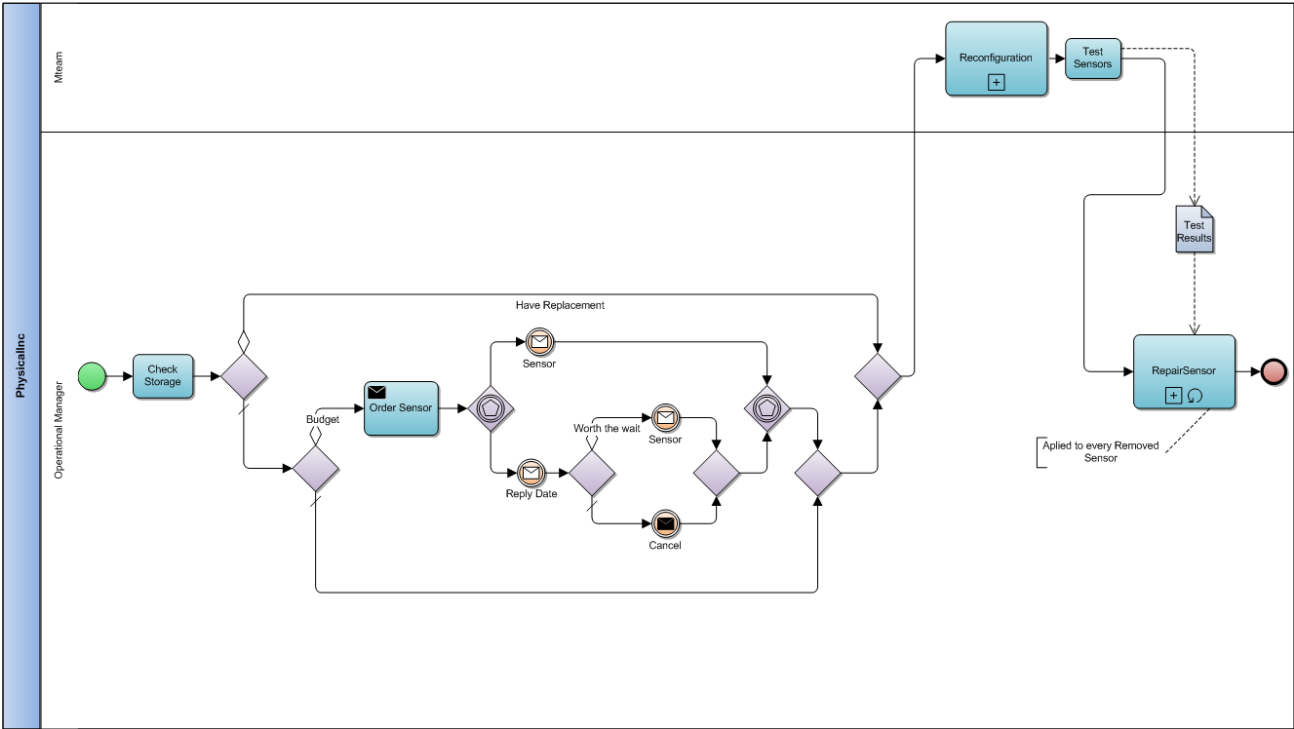 PhysicalInc
Mteam
Operational Manager
Reconfiguration
Test
Sensors
Test
Results
Have Replacement
Check
Storage
Budget
Order Sensor
Sensor
Reply Date
Worth the wait
Sensor
Cancel
RepairSensor
Aplied to every Removed
Sensor